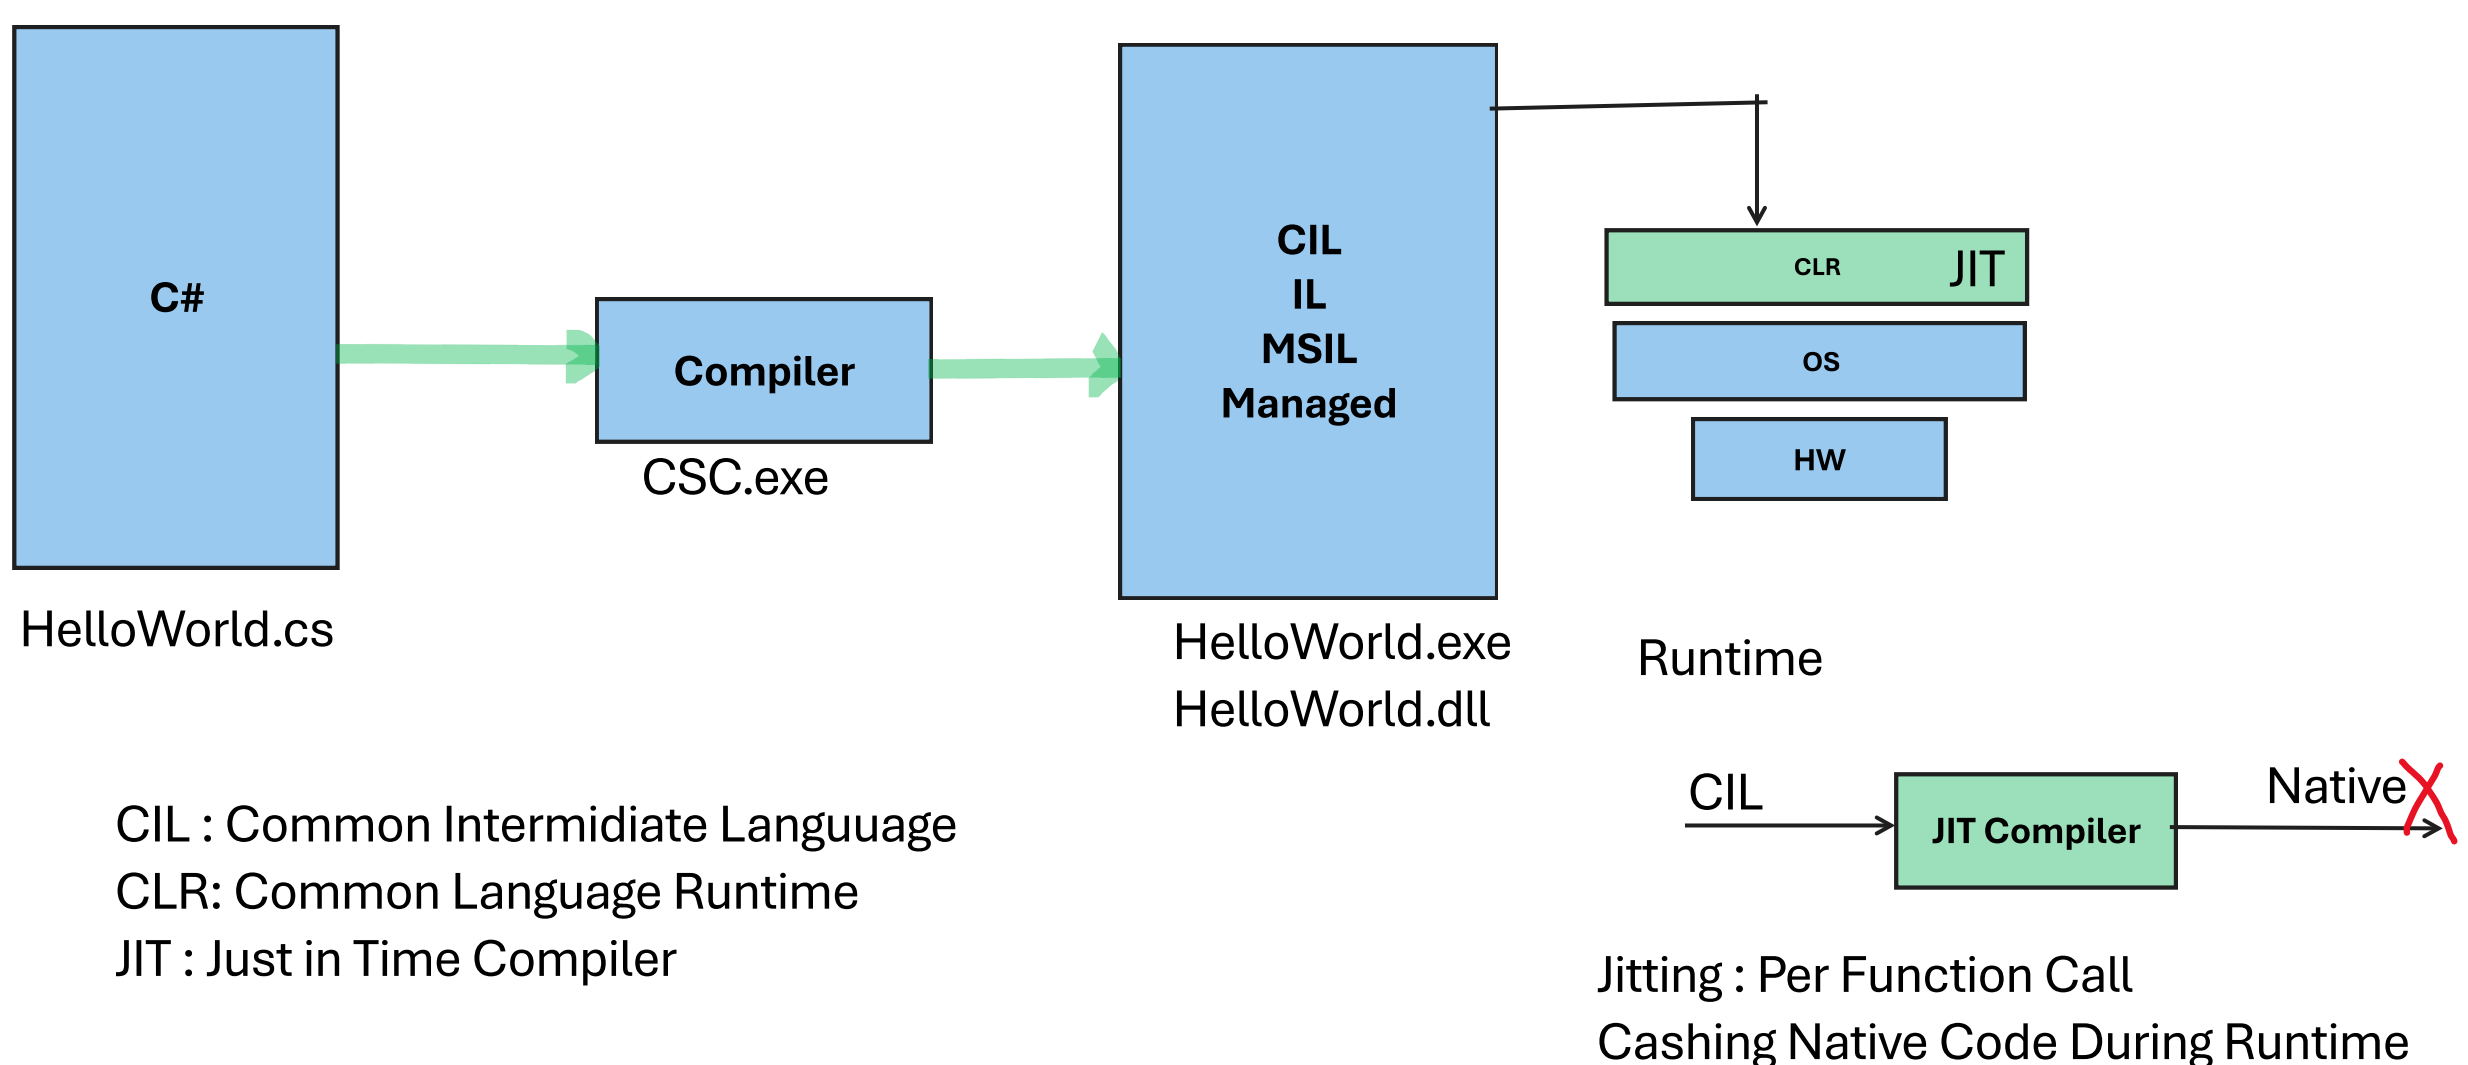 C#
HelloWorld.cs
Compiler
CSC.exe
CIL
IL
MSIL
Managed
HelloWorld.exe
HelloWorld.dll
CLR JIT
OS
HW
Runtime
CIL : Common Intermidiate Languuage
CLR: Common Language Runtime
JIT : Just in Time Compiler
CIL
JIT Compiler
Native
Jitting : Per Function Call
Cashing Native Code During Runtime